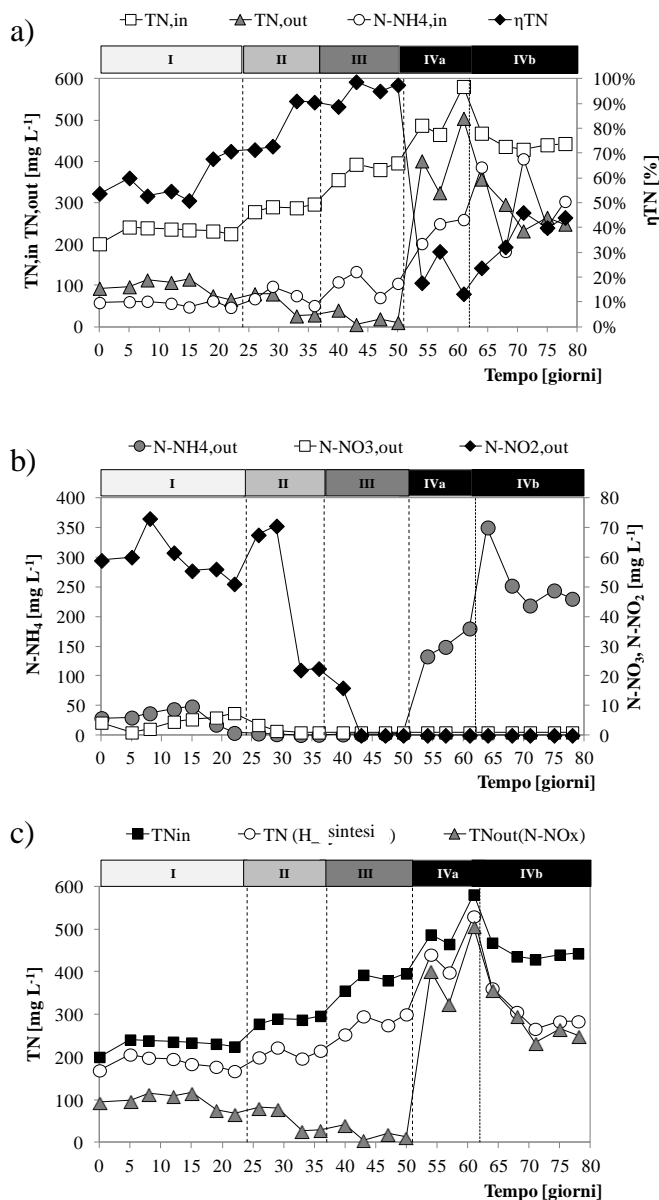 a)
TN,in TN,out N-NH4,in ηTN
I II III IVa IVb
600 500 400 300 200 100 0
TN,in TN,out [mg L-1]
100% 90% 80% 70% 60% 50% 40% 30% 20% 10% 0%
ηTN [%]
0 5 10 15 20 25 30 35 40 45 50 55 60 65 70 75 80
Tempo [giorni]
b)
N-NH4,out N-NO3,out N-NO2,out
I II III IVa IVb
400 350 300 250 200 150 100 50 0
N-NH4 [mg L-1]
80 70 60 50 40 30 20 10 0
N-NO3, N-NO2 [mg L-1]
0 5 10 15 20 25 30 35 40 45 50 55 60 65 70 75 80
Tempo [giorni]
c)
TNin TN (H_ sintesi ) TNout(N-NOx)
I II III IVa IVb
600 500 400 300 200 100 0
TN [mg L-1]
0 5 10 15 20 25 30 35 40 45 50 55 60 65 70 75 80
Tempo [giorni]